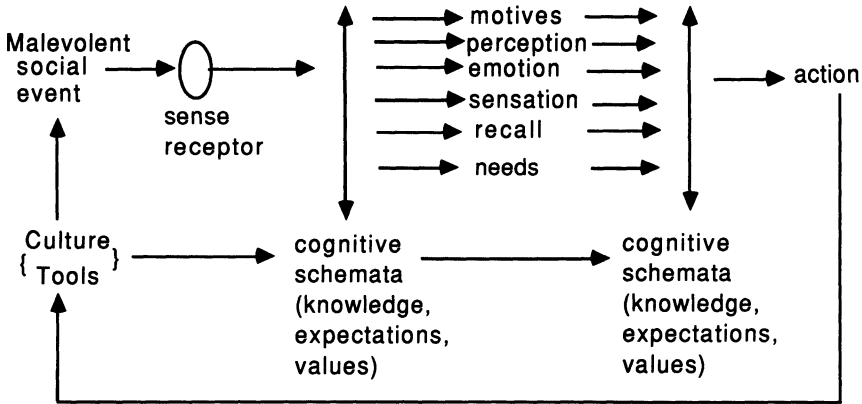 Malevolent
social
event
sense
receptor
motives
perception
emotion
sensation
recall
needs
action
{ Culture }
Tools
cognitive
schemata
(knowledge,
expectations,
values)
cognitive
schemata
(knowledge,
expectations,
values)